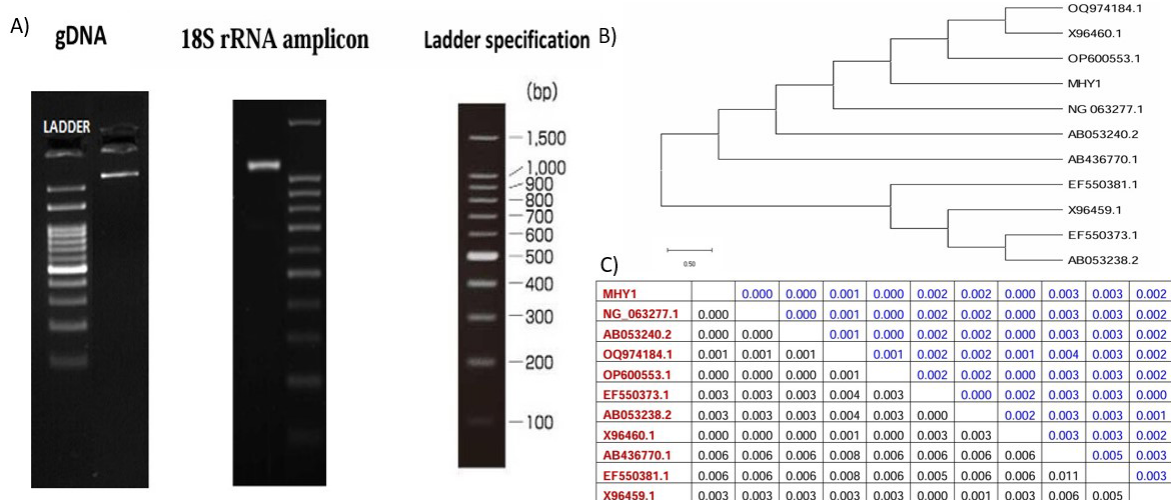 A)
gDNA
18S rRNA amplicon
Ladder specification
LADDER
(bp)
1,500
1,000
900
800
700
600
500
400
300
200
100
B)
OQ974184.1
X96460.1
OP600553.1
MHY1
NG 063277.1
AB053240.2
AB436770.1
EF550381.1
X96459.1
EF550373.1
AB053238.2
0.50
C)
MHY1 0.000 0.000 0.001 0.000 0.002 0.002 0.000 0.003 0.003 0.002
NG_063277.1 0.000 0.000 0.001 0.000 0.002 0.002 0.000 0.003 0.003 0.002
AB053240.2 0.000 0.000 0.001 0.000 0.002 0.002 0.000 0.003 0.003 0.002
OQ974184.1 0.001 0.001 0.001 0.001 0.002 0.002 0.001 0.004 0.003 0.002
OP600553.1 0.000 0.000 0.000 0.001 0.002 0.002 0.000 0.003 0.003 0.002
EF550373.1 0.003 0.003 0.003 0.004 0.003 0.000 0.002 0.003 0.003 0.000
AB053238.2 0.003 0.003 0.003 0.004 0.003 0.000 0.002 0.003 0.003 0.001
X96460.1 0.000 0.000 0.000 0.001 0.000 0.003 0.003 0.003 0.003 0.002
AB436770.1 0.006 0.006 0.006 0.008 0.006 0.006 0.006 0.006 0.005 0.003
EF550381.1 0.006 0.006 0.006 0.008 0.006 0.005 0.006 0.006 0.011 0.003
X96459.1 0.003 0.003 0.003 0.003 0.003 0.000 0.001 0.003 0.006 0.005